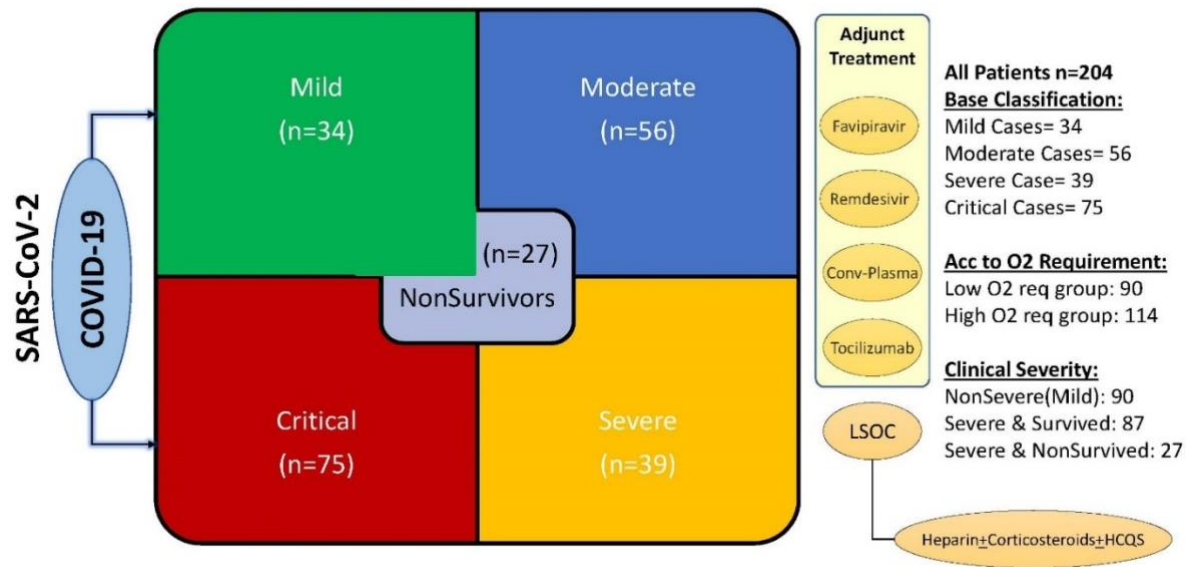 SARS-CoV-2
COVID-19
Mild
(n=34)
Moderate
(n=56)
(n=27)
NonSurvivors
Critical
(n=75)
Severe
(n=39)
Adjunct
Treatment
Favipiravir
Remdesivir
Conv-Plasma
Tocilizumab
LSOC
Heparin+Corticosteroids+HCQS
All Patients n=204
Base Classification:
Mild Cases= 34
Moderate Cases= 56
Severe Case= 39
Critical Cases= 75
Acc to O2 Requirement:
Low O2 req group: 90
High O2 req group: 114
Clinical Severity:
NonSevere(Mild): 90
Severe & Survived: 87
Severe & NonSurvived: 27